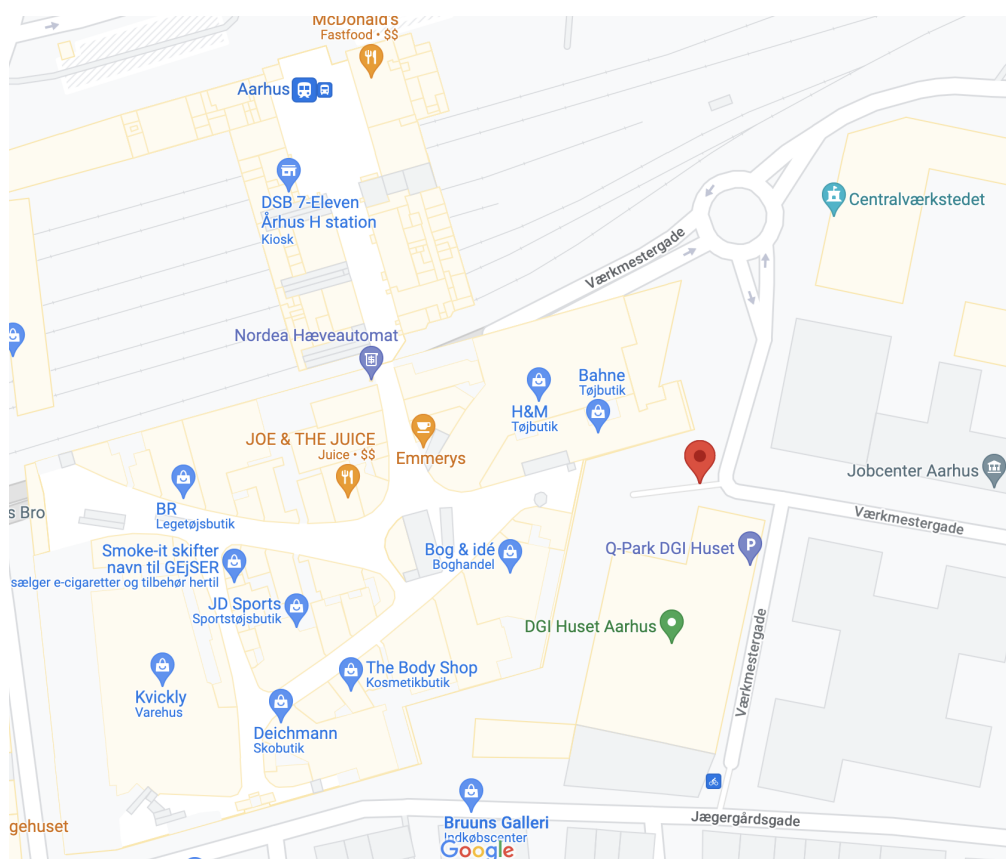 McDonald's
Fastfood • $$
Aarhus
DSB 7-Eleven
Århus H station
Kiosk
Centralværkstedet
Værkmestergade
Nordea Hæveautomat
Bahne
Tøjbutik
H&M
Tøjbutik
JOE & THE JUICE
Juice • $$
Emmerys
Jobcenter Aarhus
BR
Legetøjsbutik
s Bro
Værkmestergade
Smoke-it skifter
navn til GEjSER
sælger e-cigaretter og tilbehør hertil
Bog & idé
Boghandel
Q-Park DGI Huset
P
JD Sports
Sportstøjsbutik
DGI Huset Aarhus
Værkmestergade
The Body Shop
Kosmetikbutik
Kvickly
Varehus
Deichmann
Skobutik
Bruuns Galleri
Indkøbscenter
Jægergårdsgade
gehuset
Google